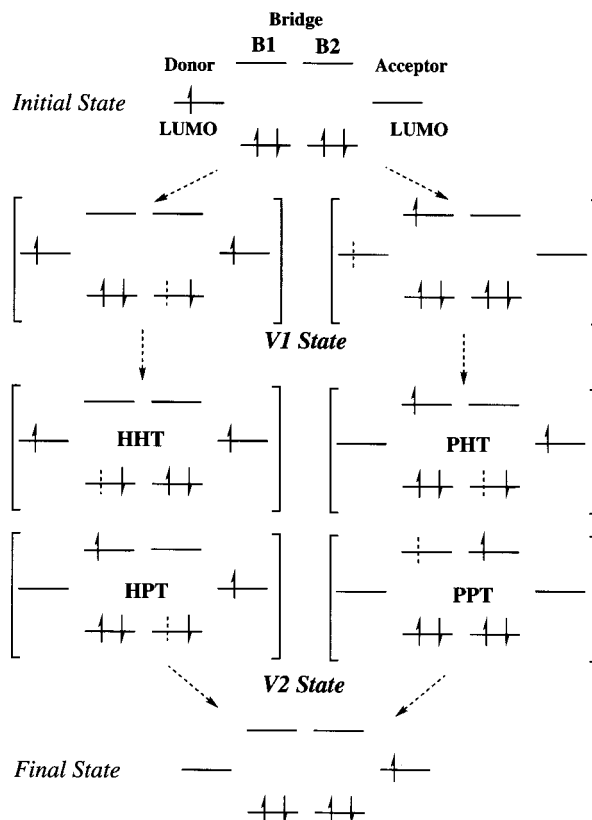 Bridge
B1 B2
Donor Acceptor
Initial State
LUMO LUMO
V1 State
HHT PHT
HPT PPT
V2 State
Final State